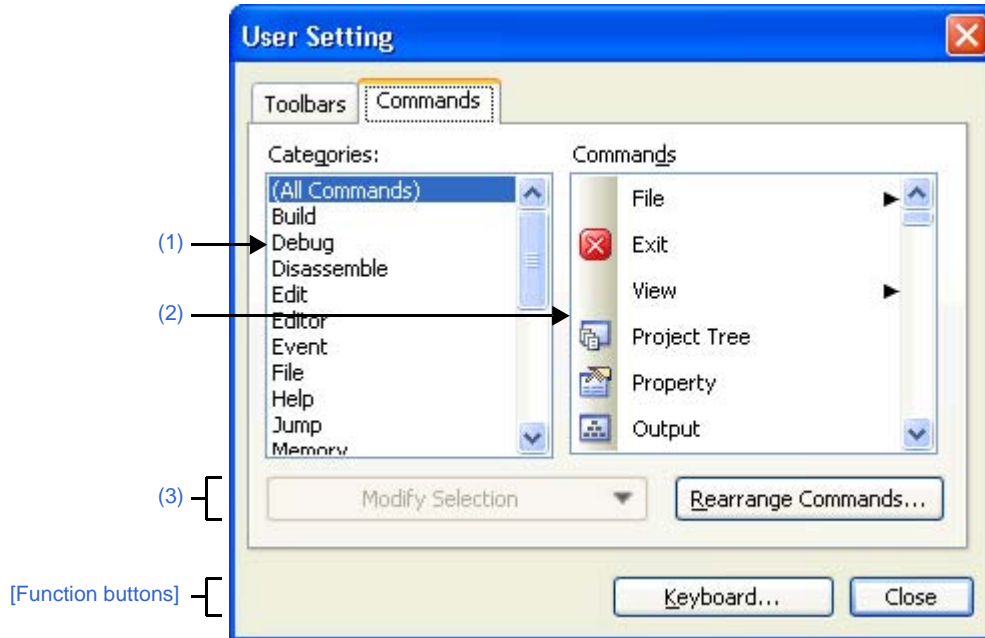 User Setting
Toolbars
Commands
Categories:
Commands
(All Commands)
Build
Debug
Disassemble
Edit
Editor
Event
File
Help
Jump
Memory
File
Exit
View
Project Tree
Property
Output
(1)
(2)
(3)
Modify Selection
Rearrange Commands...
[Function buttons]
Keyboard...
Close